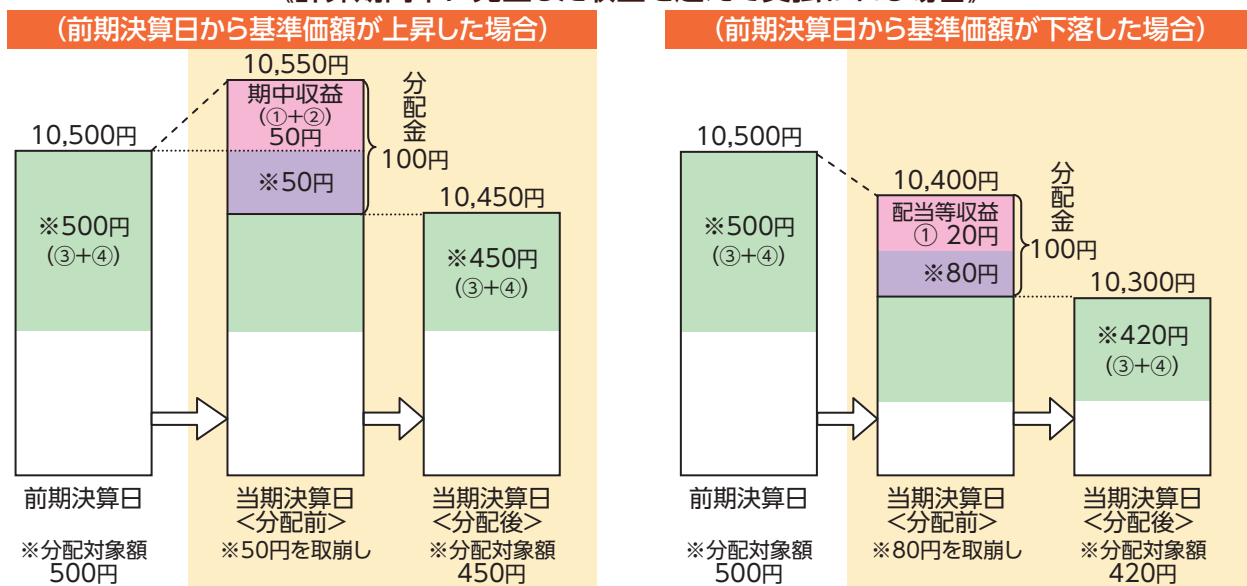 (前期決算日から基準価額が上昇した場合)
10,550円
期中収益
(①+②)
50円
分配金
100円
10,500円
※50円
10,450円
※500円
(③+④)
※450円
(③+④)
前期決算日
当期決算日
<分配前>
当期決算日
<分配後>
※分配対象額
500円
※50円を取崩し
※分配対象額
450円
(前期決算日から基準価額が下落した場合)
10,500円
10,400円
配当等収益
① 20円
分配金
100円
※500円
(③+④)
※80円
10,300円
※420円
(③+④)
前期決算日
当期決算日
<分配前>
当期決算日
<分配後>
※分配対象額
500円
※80円を取崩し
※分配対象額
420円